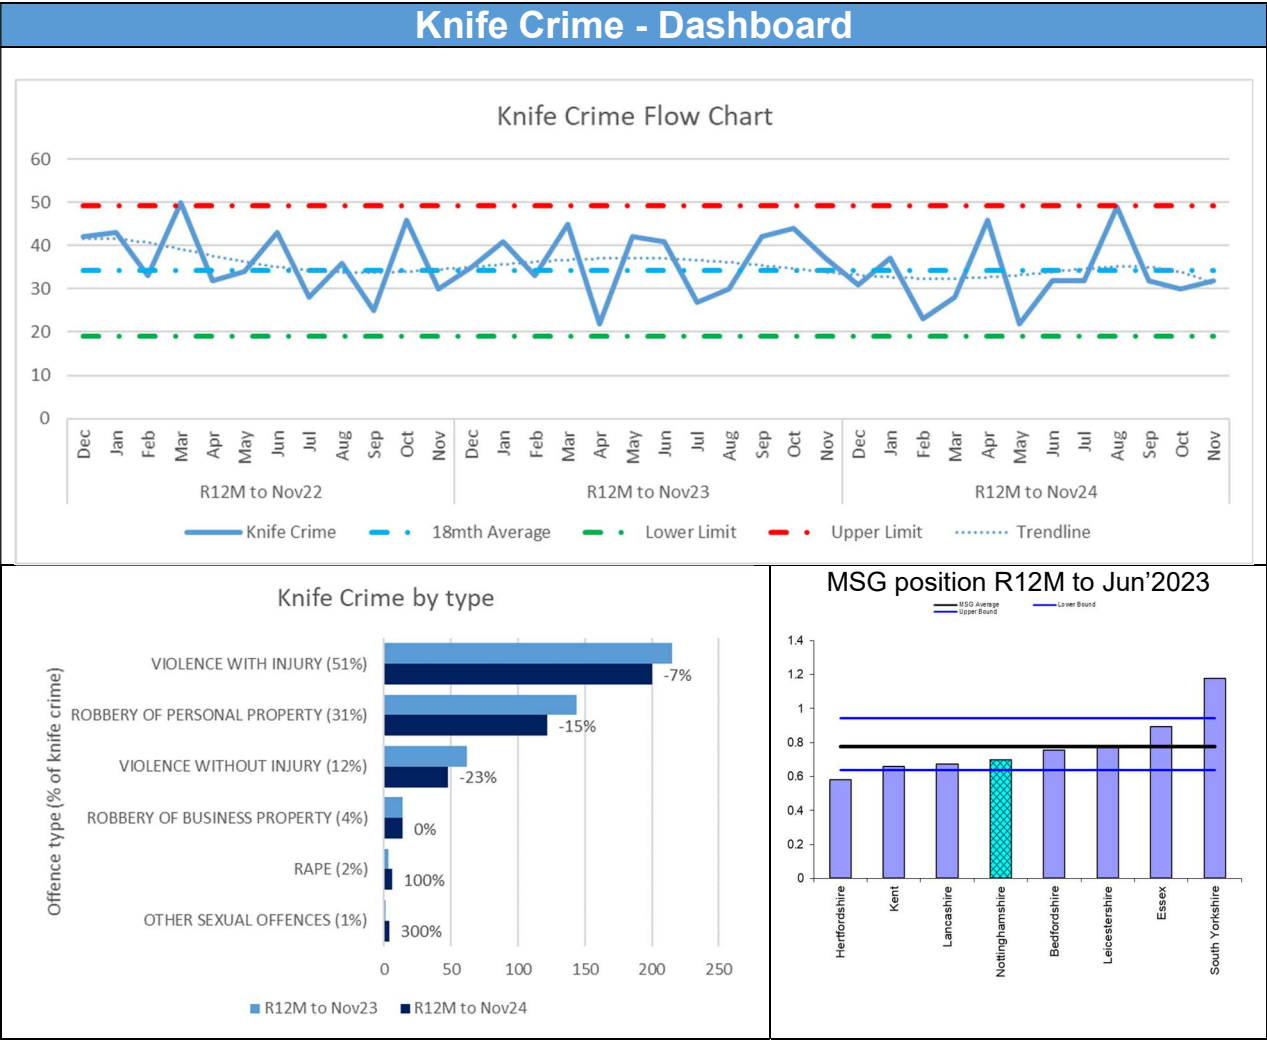 Knife Crime - Dashboard
Knife Crime Flow Chart
60
50
40
30
20
10
0
Dec Jan Feb Mar Apr May Jun Jul Aug Sep Oct Nov Dec Jan Feb Mar Apr May Jun Jul Aug Sep Oct Nov Dec Jan Feb Mar Apr May Jun Jul Aug Sep Oct Nov
R12M to Nov22 R12M to Nov23 R12M to Nov24
Knife Crime 18mth Average Lower Limit Upper Limit Trendline
Knife Crime by type
Offence type (% of knife crime)
VIOLENCE WITH INJURY (51%)
-7%
ROBBERY OF PERSONAL PROPERTY (31%)
-15%
VIOLENCE WITHOUT INJURY (12%)
-23%
ROBBERY OF BUSINESS PROPERTY (4%)
0%
RAPE (2%)
100%
OTHER SEXUAL OFFENCES (1%)
300%
0 50 100 150 200 250
R12M to Nov23 R12M to Nov24
MSG position R12M to Jun'2023
MSG Average Lower Bound
Upper Bound
1.4
1.2
1
0.8
0.6
0.4
0.2
0
Hertfordshire Kent Lancashire Nottinghamshire Bedfordshire Leicestershire Essex South Yorkshire